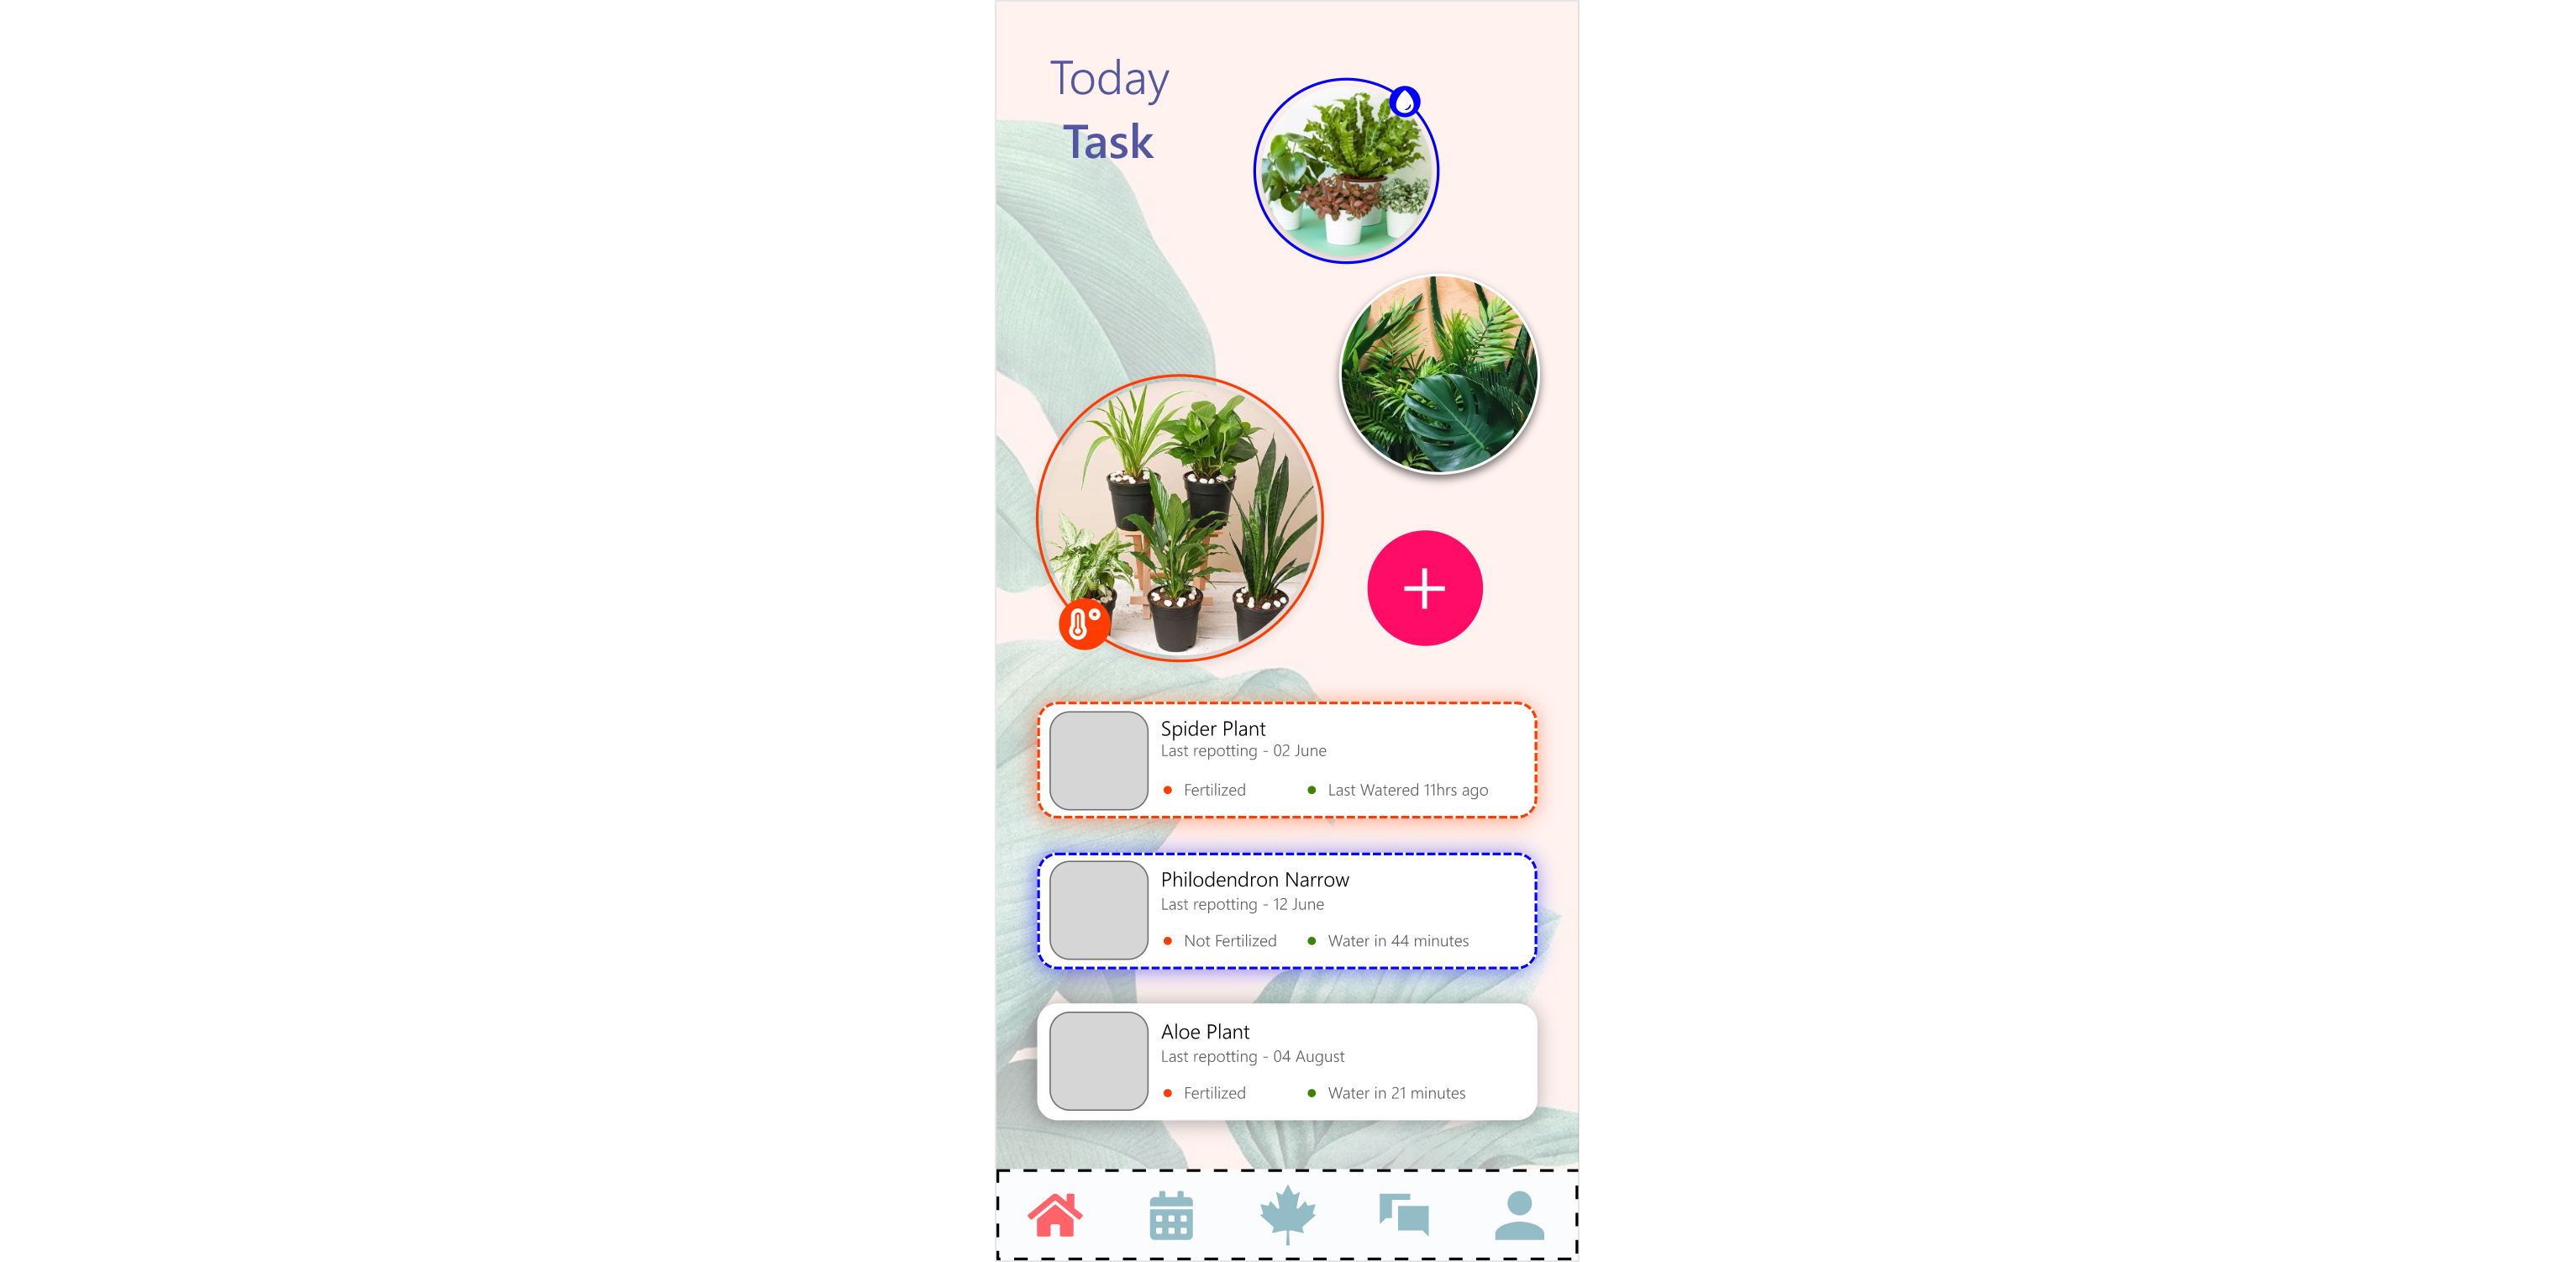 Today
Task
Spider Plant
Last repotting - 02 June
Fertilized
Last Watered 11hrs ago
Philodendron Narrow
Last repotting - 12 June
Not Fertilized
Water in 44 minutes
Aloe Plant
Last repotting - 04 August
Fertilized
Water in 21 minutes